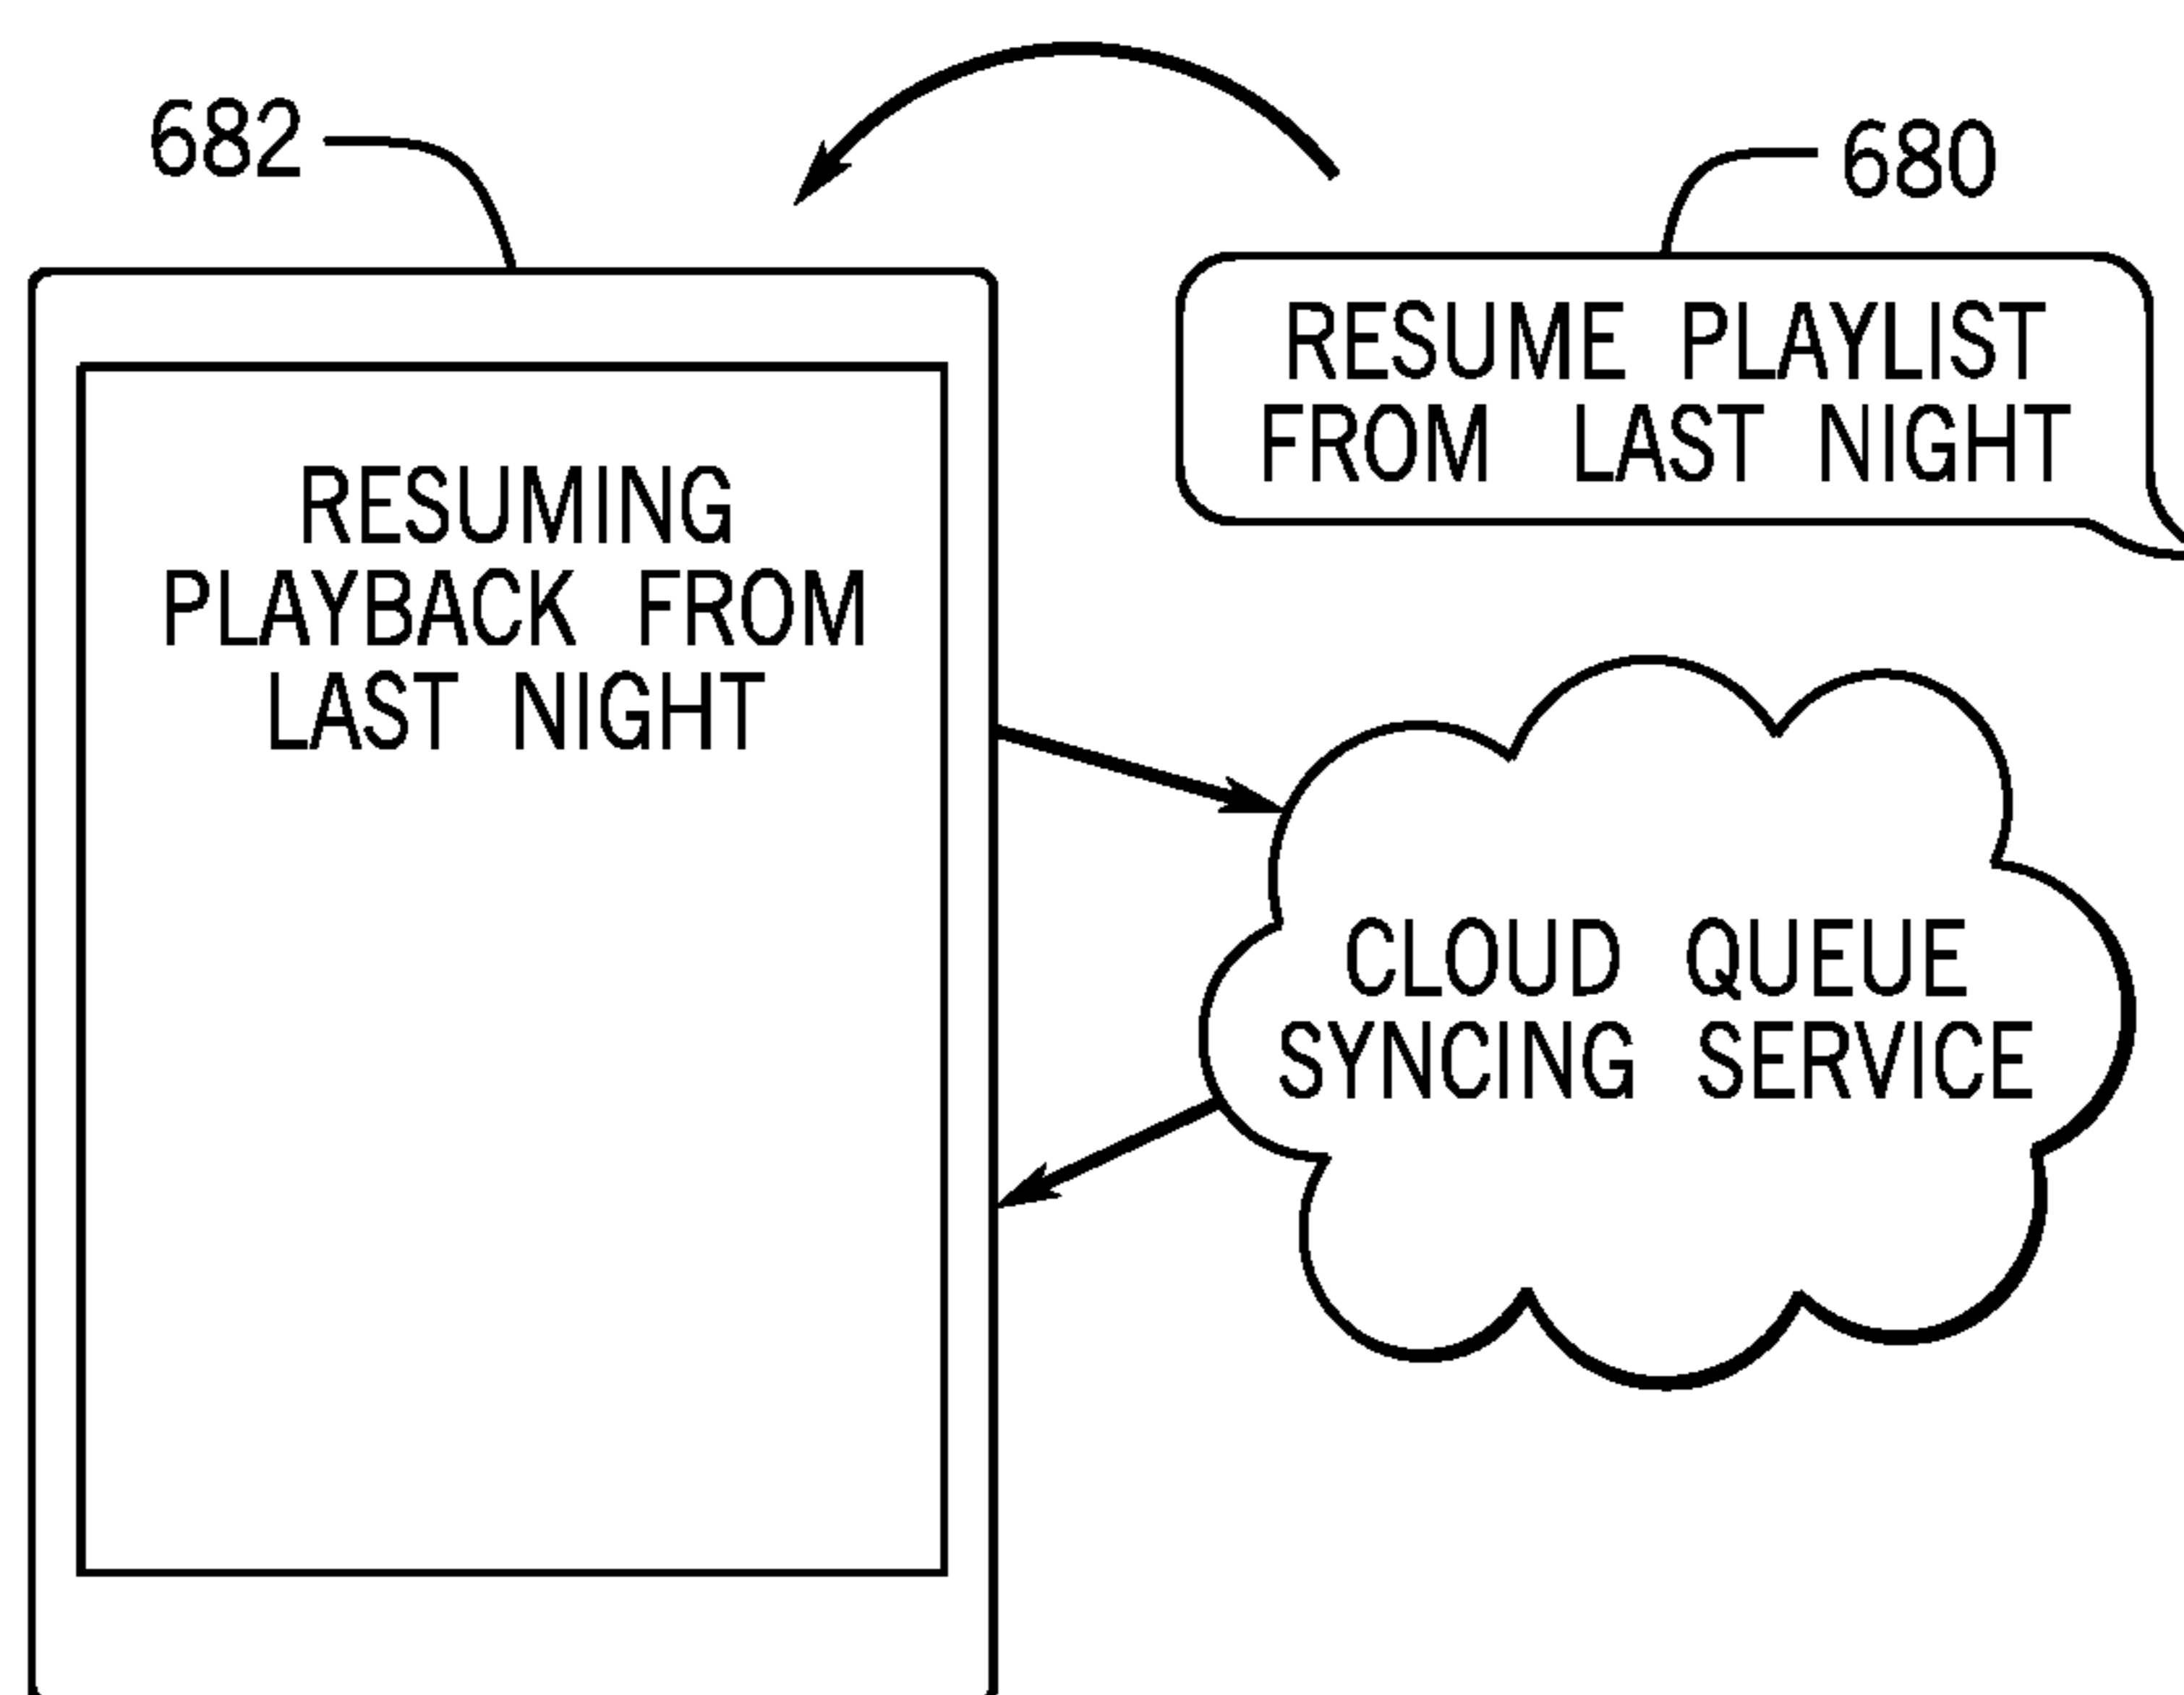 682
680
RESUME PLAYLIST
FROM LAST NIGHT
RESUMING
PLAYBACK FROM
LAST NIGHT
CLOUD QUEUE
SYNCING SERVICE